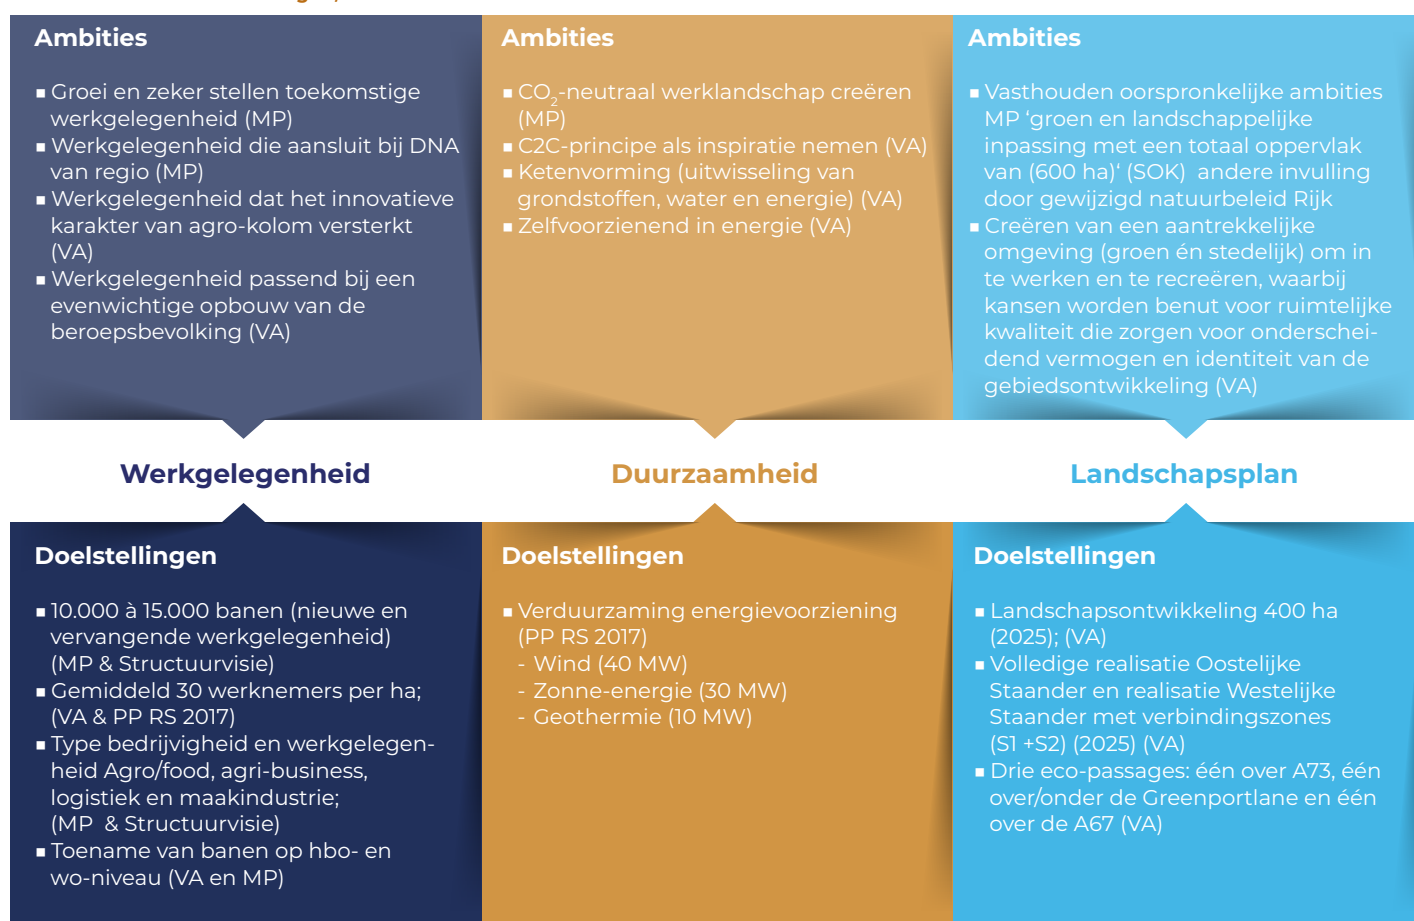 Ambities
■ Groei en zeker stellen toekomstige
werkgelegenheid (MP)
■ Werkgelegenheid die aansluit bij DNA
van regio (MP)
■ Werkgelegenheid dat het innovatieve
karakter van agro-kolom versterkt
(VA)
■ Werkgelegenheid passend bij een
evenwichtige opbouw van de
beroepsbevolking (VA)
Ambities
■ CO₂-neutraal werklandschap creëren
(MP)
■ C2C-principe als inspiratie nemen (VA)
■ Ketenvorming (uitwisseling van
grondstoffen, water en energie) (VA)
■ Zelfvoorzienend in energie (VA)
Ambities
■ Vasthouden oorspronkelijke ambities
MP ‘groen en landschappelijke
inpassing met een totaal oppervlak
van (600 ha)‘ (SOK) andere invulling
door gewijzigd natuurbeleid Rijk
■ Creëren van een aantrekkelijke
omgeving (groen én stedelijk) om in
te werken en te recreëren, waarbij
kansen worden benut voor ruimtelijke
kwaliteit die zorgen voor onderschei-
dend vermogen en identiteit van de
gebiedsontwikkeling (VA)
Werkgelegenheid
Duurzaamheid
Landschapsplan
Doelstellingen
■ 10.000 à 15.000 banen (nieuwe en
vervangende werkgelegenheid)
(MP & Structuurvisie)
■ Gemiddeld 30 werknemers per ha;
(VA & PP RS 2017)
■ Type bedrijvigheid en werkgelegen-
heid Agro/food, agri-business,
logistiek en maakindustrie;
(MP & Structuurvisie)
■ Toename van banen op hbo- en
wo-niveau (VA en MP)
Doelstellingen
■ Verduurzaming energievoorziening
(PP RS 2017)
- Wind (40 MW)
- Zonne-energie (30 MW)
- Geothermie (10 MW)
Doelstellingen
■ Landschapsontwikkeling 400 ha
(2025); (VA)
■ Volledige realisatie Oostelijke
Staander en realisatie Westelijke
Staander met verbindingszones
(S1 +S2) (2025) (VA)
■ Drie eco-passages: één over A73, één
over/onder de Greenportlane en één
over de A67 (VA)